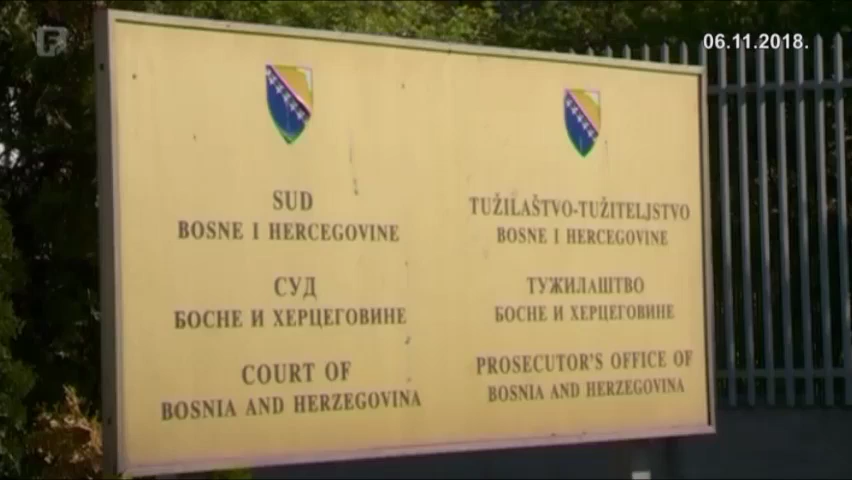 06.11.2018.
SUD
BOSNE I HERCEGOVINE
СУД
БОСНЕ И ХЕРЦЕГОВИНЕ
COURT OF
BOSNIA AND HERZEGOVINA
TUŽILAŠTVO-TUŽITELJSTVO
BOSNE I HERCEGOVINE
ТУЖИЛАШТВО
БОСНЕ И ХЕРЦЕГОВИНЕ
PROSECUTOR'S OFFICE OF
BOSNIA AND HERZEGOVINA